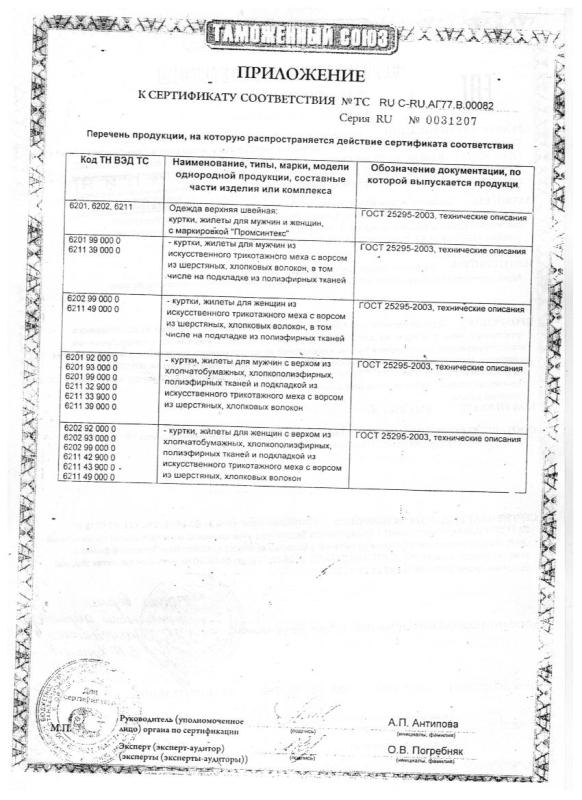 ТАМОЖЕННЫЙ СОЮЗ
ПРИЛОЖЕНИЕ
К СЕРТИФИКАТУ СООТВЕТСТВИЯ № ТС RU C-RU.АГ77.В.00082
Серия RU № 0031207
Перечень продукции, на которую распространяется действие сертификата соответствия
Код ТН ВЭД ТС
Наименование, типы, марки, модели
однородной продукции, составные
части изделия или комплекса
Обозначение документации, по
которой выпускается продукци
6201, 6202, 6211
Одежда верхняя швейная:
куртки, жилеты для мужчин и женщин,
с маркировкой "Промсинтекс"
ГОСТ 25295-2003, технические описания
6201 99 000 0
6211 39 000 0
- куртки, жилеты для мужчин из
искусственного трикотажного меха с ворсом
из шерстяных, хлопковых волокон, в том
числе на подкладке из полиэфирных тканей
ГОСТ 25295-2003, технические описания
6202 99 000 0
6211 49 000 0
- куртки, жилеты для женщин из
искусственного трикотажного меха с ворсом
из шерстяных, хлопковых волокон, в том
числе на подкладке из полиэфирных тканей
ГОСТ 25295-2003, технические описания
6201 92 000 0
6201 93 000 0
6201 99 000 0
6211 32 900 0
6211 33 900 0
6211 39 000 0
- куртки, жилеты для мужчин с верхом из
хлопчатобумажных, хлопкополиэфирных,
полиэфирных тканей и подкладкой из
искусственного трикотажного меха с ворсом
из шерстяных, хлопковых волокон
ГОСТ 25295-2003, технические описания
6202 92 000 0
6202 93 000 0
6202 99 000 0
6211 42 900 0
6211 43 900 0
6211 49 000 0
- куртки, жилеты для женщин с верхом из
хлопчатобумажных, хлопкополиэфирных,
полиэфирных тканей и подкладкой из
искусственного трикотажного меха с ворсом
из шерстяных, хлопковых волокон
ГОСТ 25295-2003, технические описания
Для
сертификатов
М.П.
Руководитель (уполномоченное
лицо) органа по сертификации
(подпись)
А.П. Антипова
(инициалы, фамилия)
Эксперт (эксперт-аудитор)
(эксперты (эксперты-аудиторы))
(подпись)
О.В. Погребняк
(инициалы, фамилия)